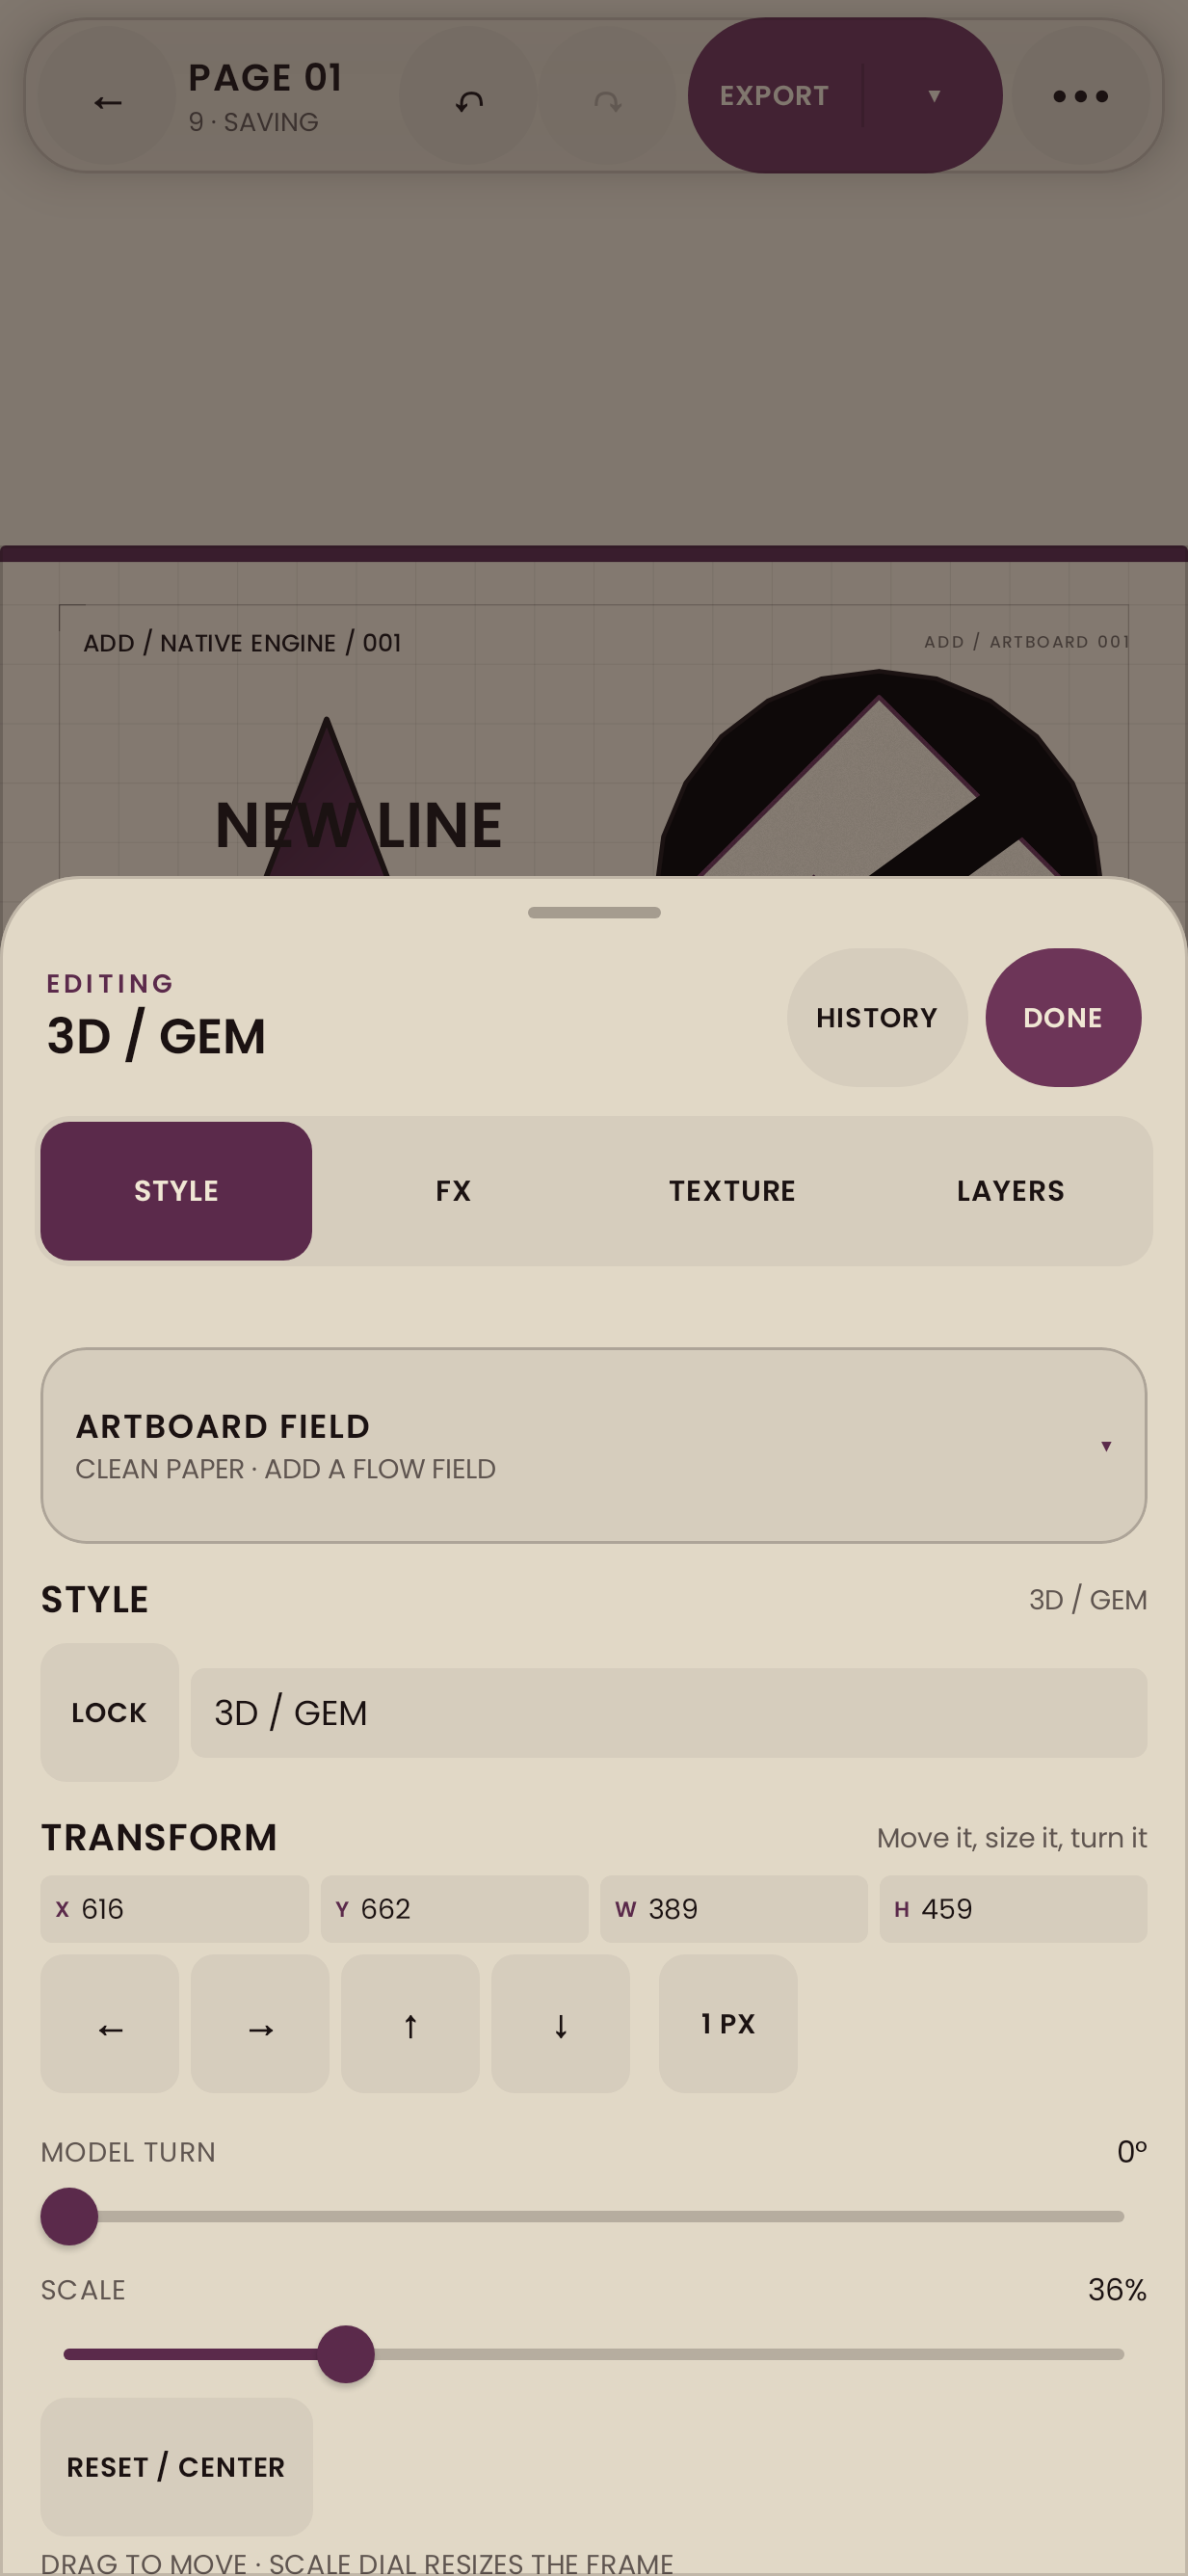 PAGE 01
9 · SAVING
EXPORT
ADD / NATIVE ENGINE / 001
ADD / ARTBOARD 001
NEW LINE
EDITING
3D / GEM
HISTORY
DONE
STYLE
FX
TEXTURE
LAYERS
ARTBOARD FIELD
CLEAN PAPER · ADD A FLOW FIELD
STYLE
3D / GEM
LOCK
3D / GEM
TRANSFORM
Move it, size it, turn it
X 616
Y 662
W 389
H 459
1 PX
MODEL TURN
0°
SCALE
36%
RESET / CENTER
DRAG TO MOVE · SCALE DIAL RESIZES THE FRAME